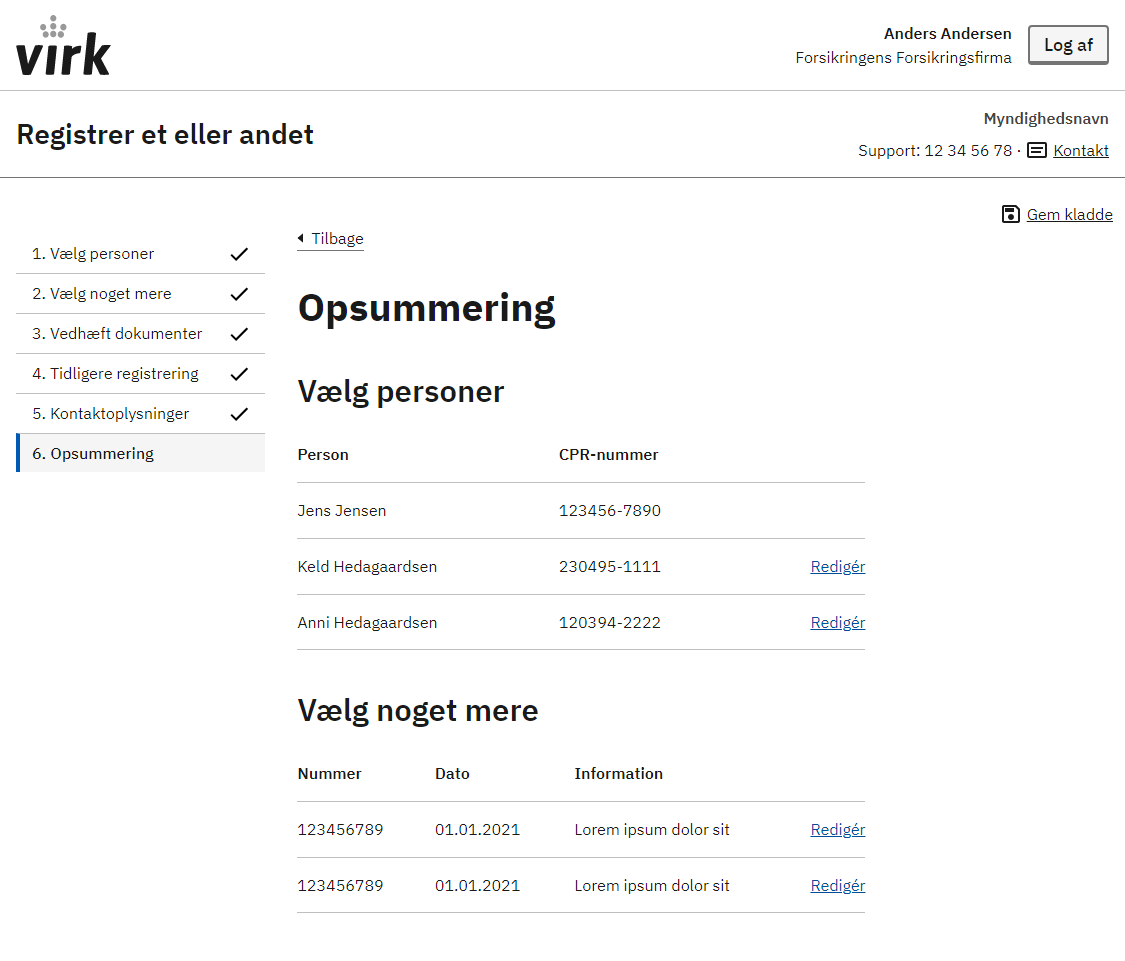 virk
Anders Andersen
Forsikringens Forsikringsfirma
Log af
Registrer et eller andet
Myndighedsnavn
Support: 12 34 56 78 · Kontakt
Gem kladde
1. Vælg personer
2. Vælg noget mere
3. Vedhæft dokumenter
4. Tidligere registrering
5. Kontaktoplysninger
6. Opsummering
Tilbage
Opsummering
Vælg personer
Person CPR-nummer
Jens Jensen 123456-7890
Keld Hedagaardsen 230495-1111 Redigér
Anni Hedagaardsen 120394-2222 Redigér
Vælg noget mere
Nummer Dato Information
123456789 01.01.2021 Lorem ipsum dolor sit Redigér
123456789 01.01.2021 Lorem ipsum dolor sit Redigér